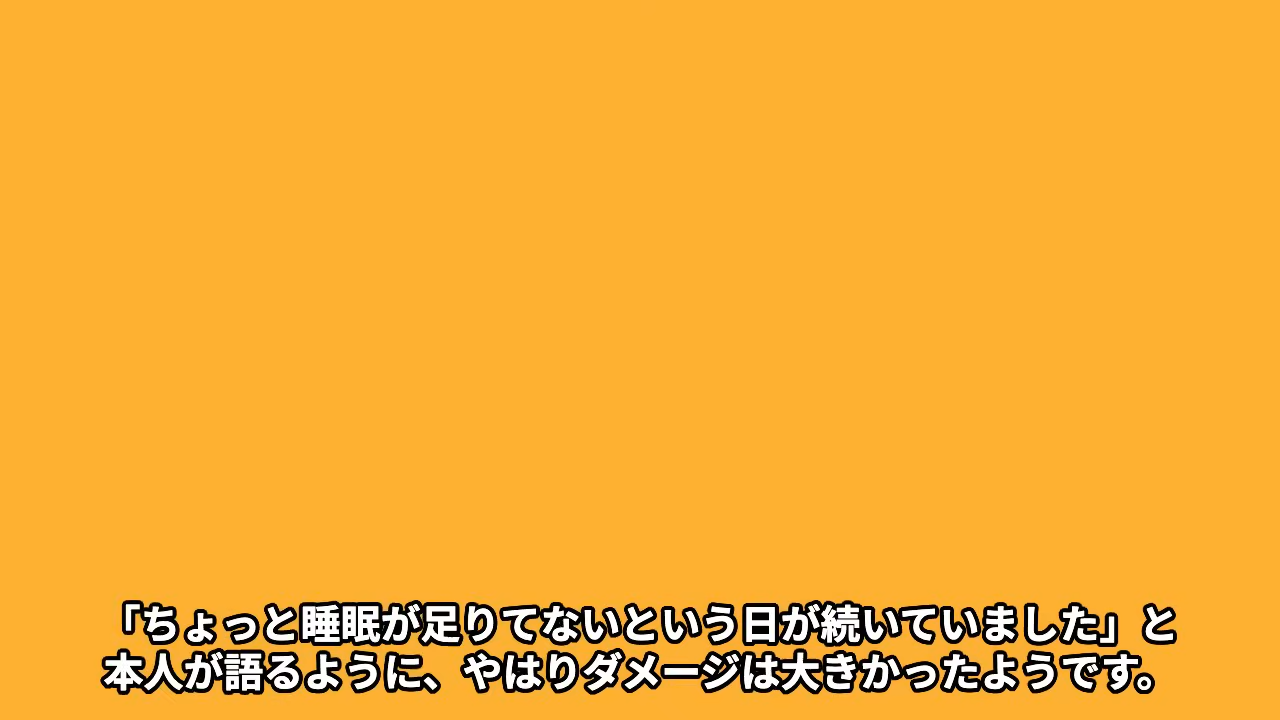 「ちょっと睡眠が足りてないという日が続いていました」と
本人が語るように、やはりダメージは大きかったようです。